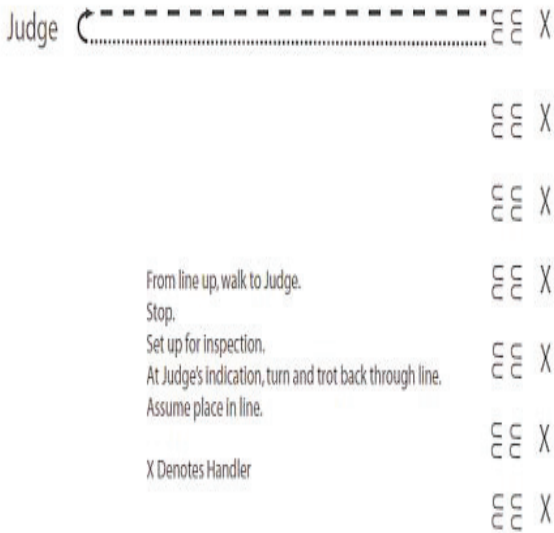 Judge X
X
X
X
From line up, walk to Judge.
Stop.
Set up for inspection.
At Judge's indication, turn and trot back through line.
X
Assume place in line.
X
X Denotes Handler
X